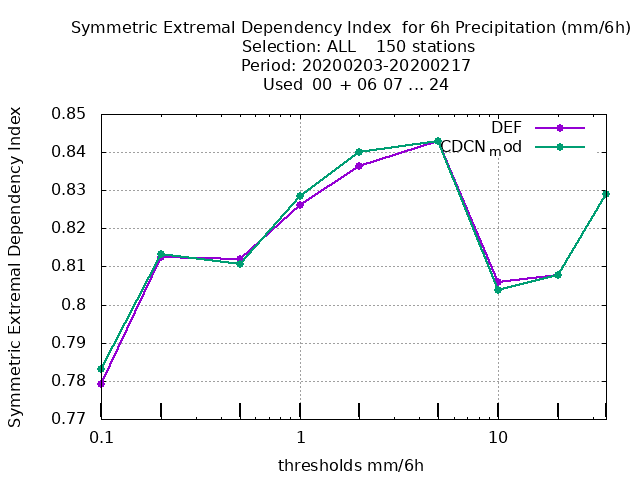 Symmetric Extremal Dependency Index  for 6h Precipitation (mm/6h)
Selection: ALL    150 stations
Period: 20200203-20200217
Used  00 + 06 07 ... 24
Symmetric Extremal Dependency Index
0.85
0.84
0.83
0.82
0.81
0.8
0.79
0.78
0.77
DEF
CDCN_mod
0.1
1
10
thresholds mm/6h